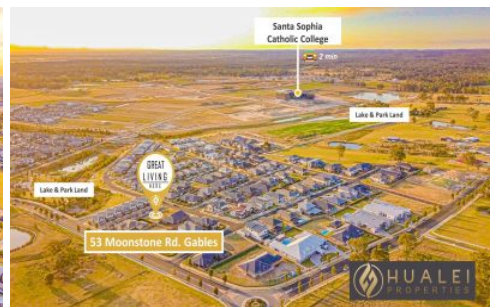 Santa Sophia
Catholic College
2 min
Lake & Park Land
GREAT
LIVING
HERE
Lake & Park Land
53 Moonstone Rd. Gables
HUALEI
PROPERTIES